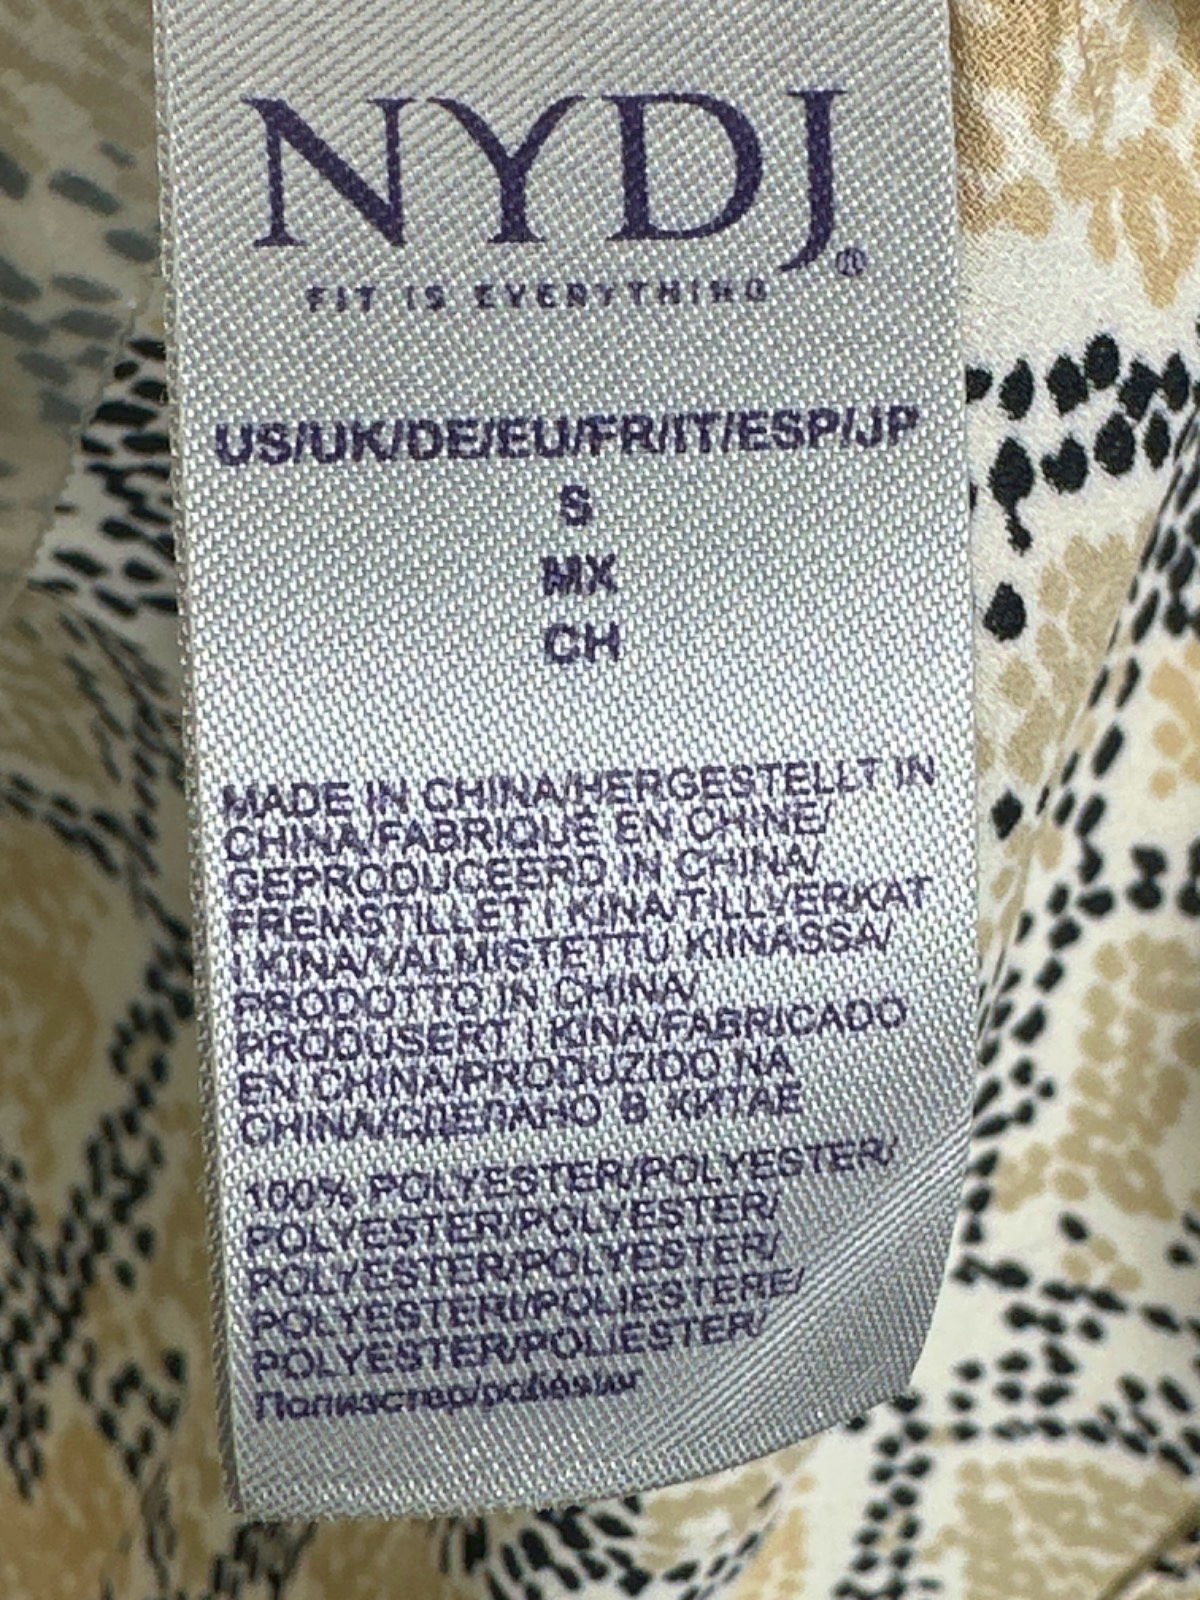 NYDJ®
FIT IS EVERYTHING
US/UK/DE/EU/FR/IT/ESP/JP
S
MX
CH
MADE IN CHINA/HERGESTELLT IN
CHINA/FABRIQUÉ EN CHINE/
GEPRODUCEERD IN CHINA/
FREMSTILLET I KINA/TILLVERKAT
I KINA/VALMISTETTU KIINASSA/
PRODOTTO IN CHINA/
PRODUSERT I KINA/FABRICADO
EN CHINA/PRODUZIDO NA
CHINA/СДЕЛАНО В КИТАЕ
100% POLYESTER/POLYESTER/
POLYESTER/POLYESTER/
POLYESTER/POLYESTER/
POLYESTERI/POLIESTERE/
POLYESTER/POLIESTER/
Полиэстер/poliéster